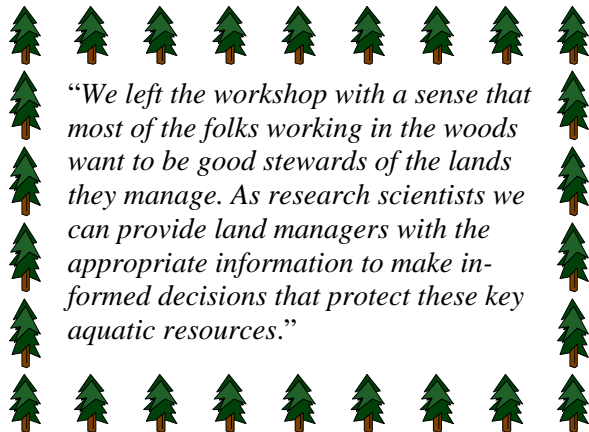 “We left the workshop with a sense that
most of the folks working in the woods
want to be good stewards of the lands
they manage. As research scientists we
can provide land managers with the
appropriate information to make in-
formed decisions that protect these key
aquatic resources.”